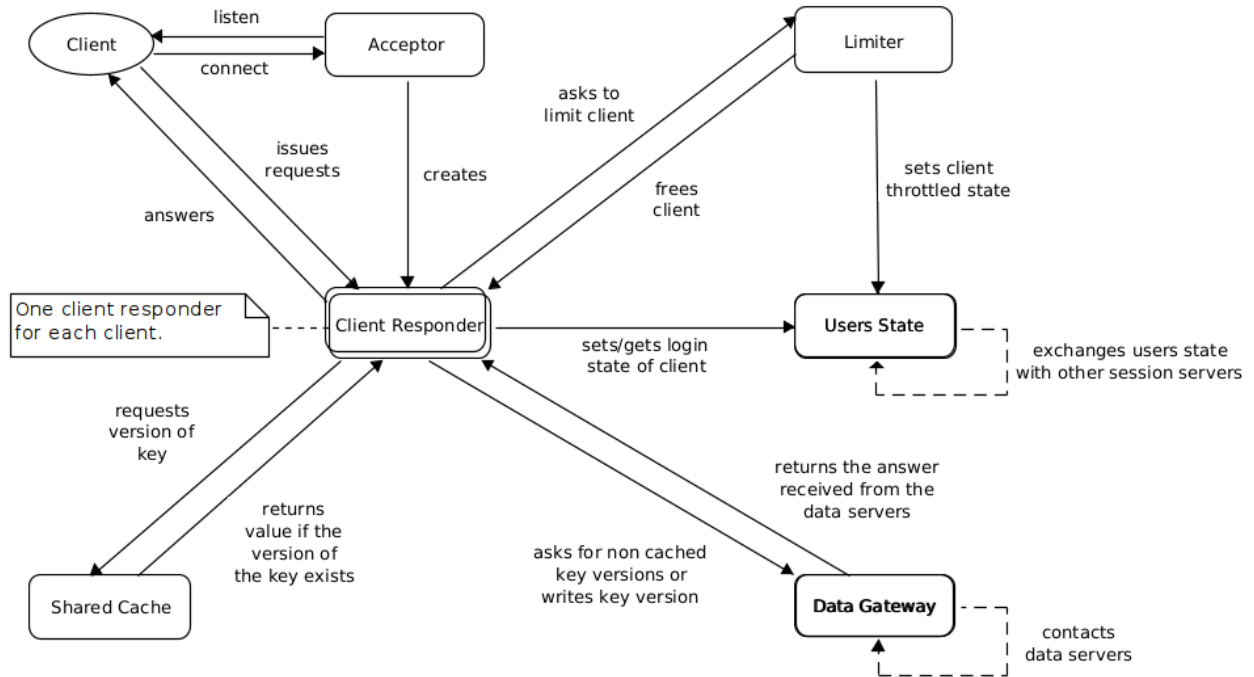 listen
Client
Acceptor
Limiter
connect
asks to
limit client
issues
requests
creates
sets client
throttled state
frees
client
answers
One client responder
for each client.
Client Responder
Users State
sets/gets login
state of client
exchanges users state
with other session servers
requests
version of
key
returns the answer
received from the
data servers
returns
value if the
version of
the key exists
asks for non cached
key versions or
writes key version
Shared Cache
Data Gateway
contacts
data servers